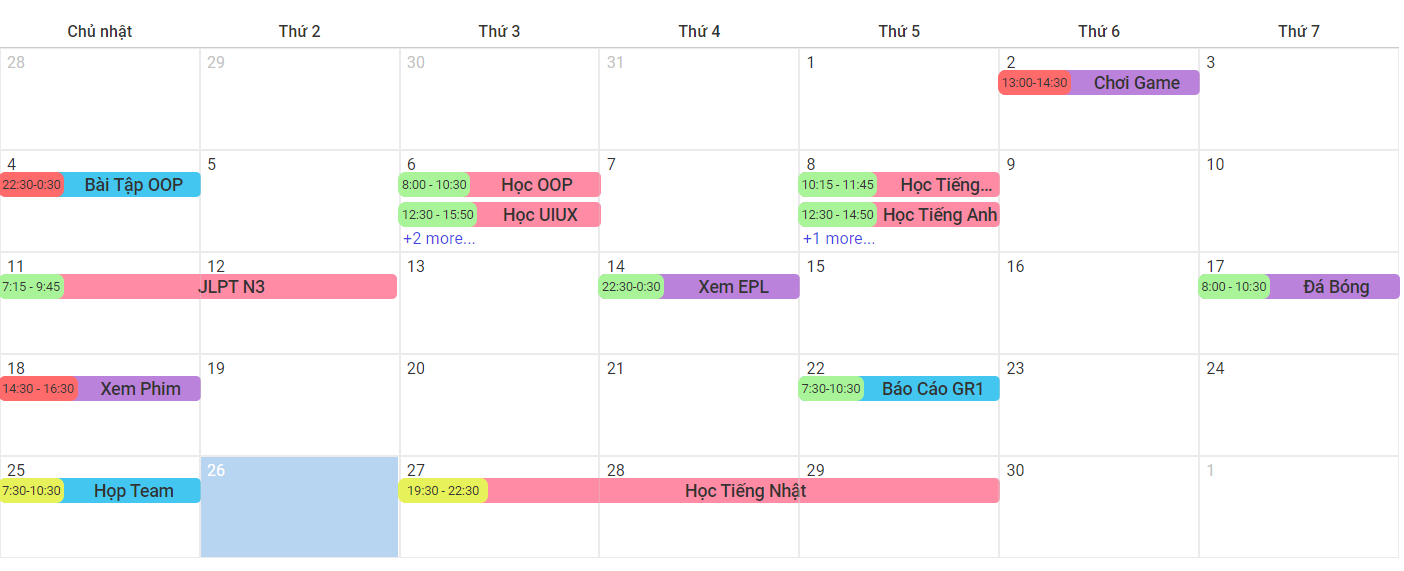 Chủ nhật Thứ 2 Thứ 3 Thứ 4 Thứ 5 Thứ 6 Thứ 7
28 29 30 31 1 2 3
13:00-14:30 Chơi Game
4 5 6 7 8 9 10
22:30-0:30 Bài Tập OOP 8:00 - 10:30 Học OOP 10:15 - 11:45 Học Tiếng...
12:30 - 15:50 Học UIUX 12:30 - 14:50 Học Tiếng Anh
+2 more... +1 more...
11 12 13 14 15 16 17
7:15 - 9:45 JLPT N3 22:30-0:30 Xem EPL 8:00 - 10:30 Đá Bóng
18 19 20 21 22 23 24
14:30 - 16:30 Xem Phim 7:30-10:30 Báo Cáo GR1
25 26 27 28 29 30 1
7:30-10:30 Họp Team 19:30 - 22:30 Học Tiếng Nhật